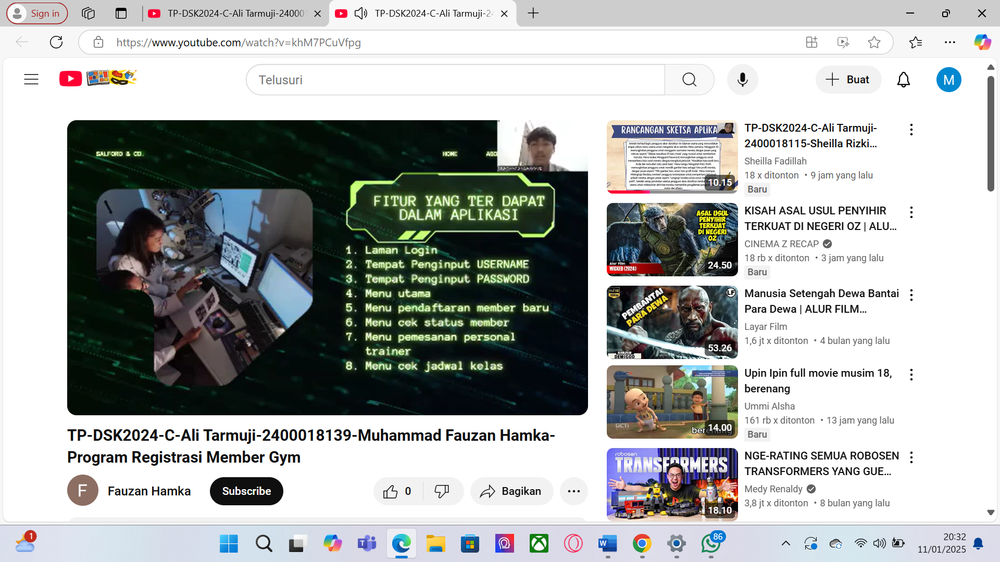 Sign in
TP-DSK2024-C-Ali Tarmuji-24000
TP-DSK2024-C-Ali Tarmuji-24
https://www.youtube.com/watch?v=khM7PCuVfpg
Telusuri
Buat
M
SALFORD & CO.
HOME
FITUR YANG TER DAPAT
DALAM APLIKASI
1. Laman Login
2. Tempat Penginput USERNAME
3. Tempat Penginput PASSWORD
4. Menu utama
5. Menu pendaftaran member baru
6. Menu cek status member
7. Menu pemesanan personal
trainer
8. Menu cek jadwal kelas
TP-DSK2024-C-Ali Tarmuji-2400018139-Muhammad Fauzan Hamka-
Program Registrasi Member Gym
F
Fauzan Hamka
Subscribe
0
Bagikan
RANCANGAN SKETSA APLIKA
10.15
TP-DSK2024-C-Ali Tarmuji-
2400018115-Sheilla Rizki...
Sheilla Fadillah
18 x ditonton • 9 jam yang lalu
Baru
ASAL USUL
PENYIHIR
TERKUAT
DI NEGERI
OZ
Alur Film
WICKED (2024)
24.50
KISAH ASAL USUL PENYIHIR
TERKUAT DI NEGERI OZ | ALU...
CINEMA Z RECAP
18 rb x ditonton • 3 jam yang lalu
Baru
Full HD
1080p
LF
PEMBANTAI
PARA DEWA
ALURFILM
DEMIGOD
53.26
Manusia Setengah Dewa Bantai
Para Dewa | ALUR FILM...
Layar Film
1,6 jt x ditonton • 4 bulan yang lalu
MNC
RCTI
berenang
14.00
Upin Ipin full movie musim 18,
berenang
Ummi Alsha
161 rb x ditonton • 13 jam yang lalu
Baru
robosen
TRANSFORMERS
18.10
NGE-RATING SEMUA ROBOSEN
TRANSFORMERS YANG GUE...
Medy Renaldy
3,8 jt x ditonton • 8 bulan yang lalu
1
86
20:32
11/01/2025